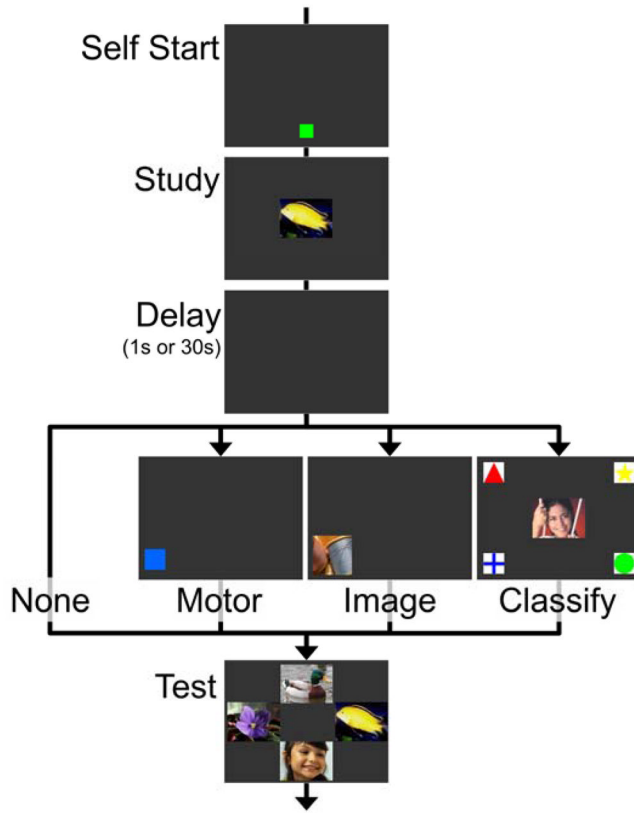 Self Start
Study
Delay
(1s or 30s)
None Motor Image Classify
Test